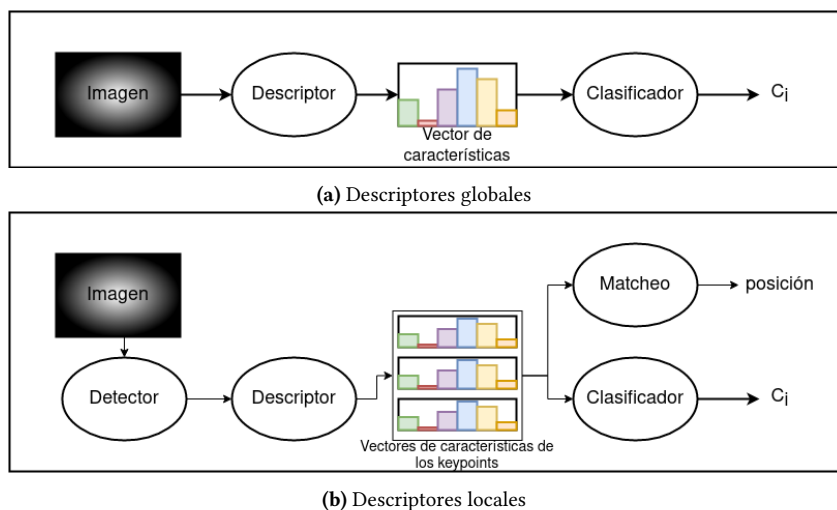 Imagen
Descriptor
Vector de
características
Clasificador
Ci
(a) Descriptores globales
Imagen
Detector
Descriptor
Vectores de características de
los keypoints
Matcheo
posición
Clasificador
Ci
(b) Descriptores locales